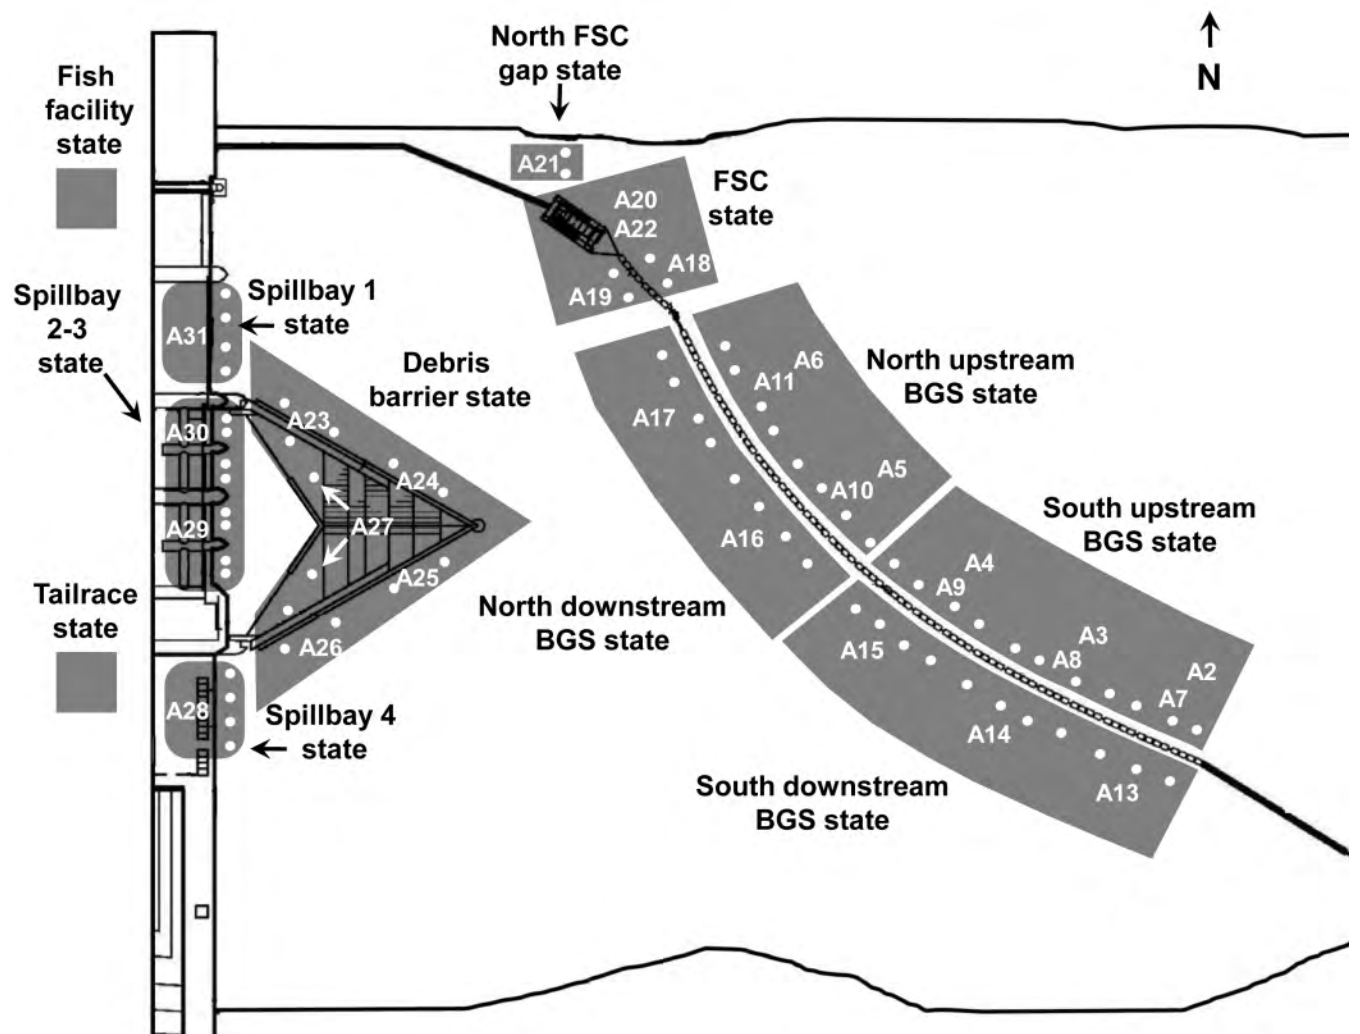 North FSC
gap state
N
Fish
facility
state
A21
FSC
state
A20
A22
A18
A19
Spillbay
2-3
state
Spillbay 1
state
A31
Debris
barrier state
A6
A11
North upstream
BGS state
A17
A30
A23
A24
A5
A10
A27
A29
A16
South upstream
BGS state
A4
A9
A25
Tailrace
state
North downstream
BGS state
A26
A15
A3
A8
A2
A7
A28
Spillbay 4
state
A14
A13
South downstream
BGS state